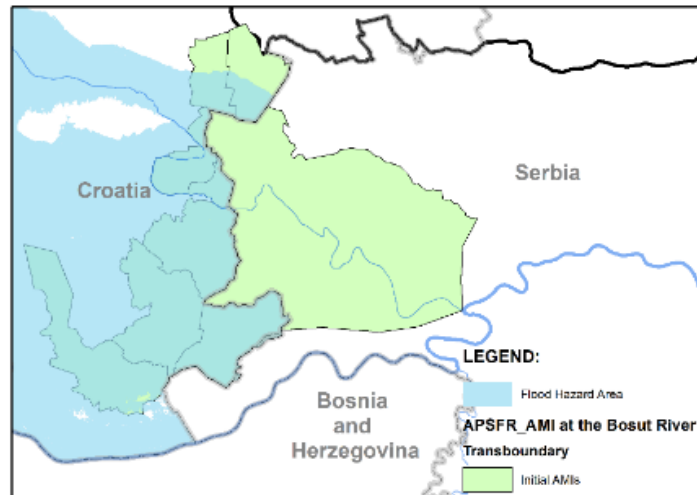 Croatia
Serbia
Bosnia
and
Herzegovina
LEGEND:
Flood Hazard Area
APSFR_AMI at the Bosut River
Transboundary
Initial AMIs